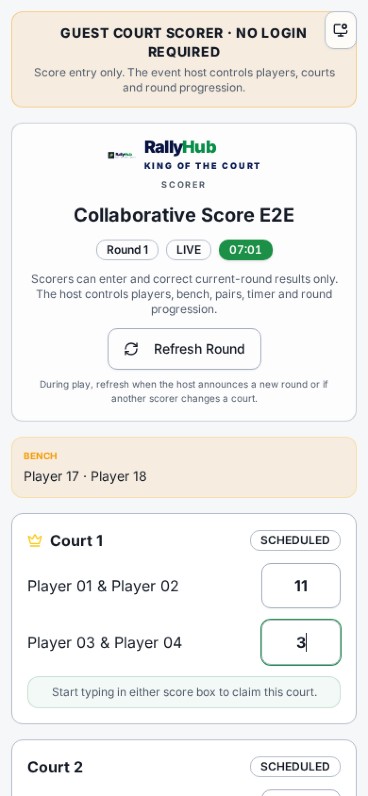 GUEST COURT SCORER · NO LOGIN
REQUIRED
Score entry only. The event host controls players, courts
and round progression.
RallyHub
RallyHub
KING OF THE COURT
SCORER
Collaborative Score E2E
Round 1
LIVE
07:01
Scorers can enter and correct current-round results only.
The host controls players, bench, pairs, timer and round
progression.
Refresh Round
During play, refresh when the host announces a new round or if
another scorer changes a court.
BENCH
Player 17 · Player 18
Court 1
SCHEDULED
Player 01 & Player 02
11
Player 03 & Player 04
3
Start typing in either score box to claim this court.
Court 2
SCHEDULED